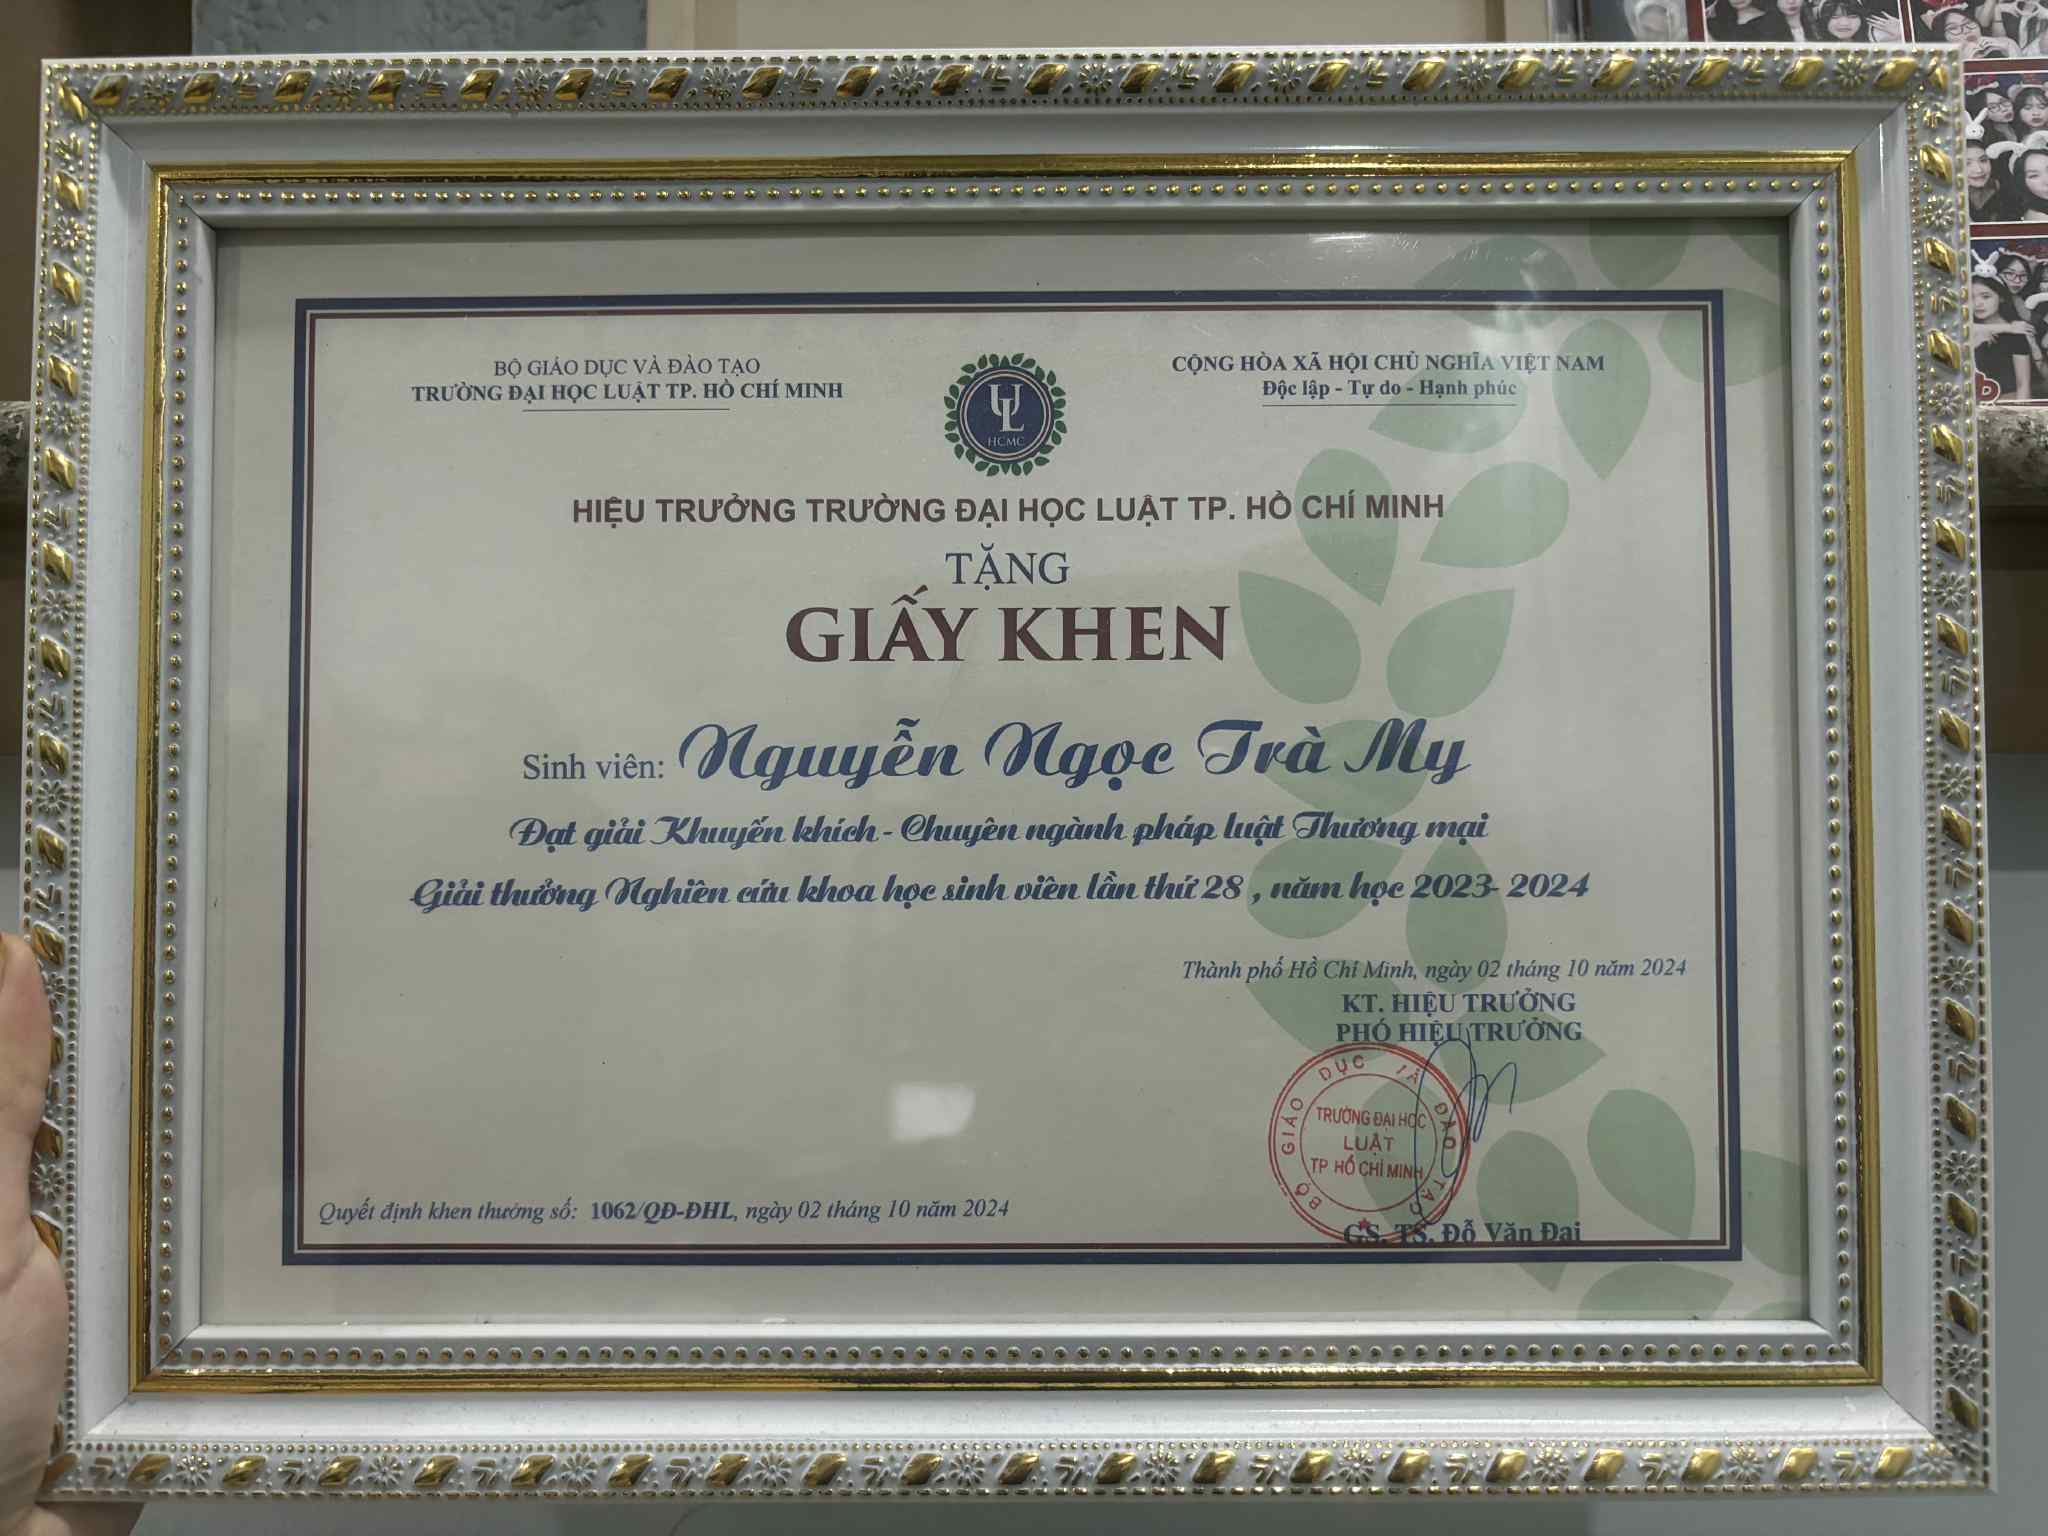 BỘ GIÁO DỤC VÀ ĐÀO TẠO
TRƯỜNG ĐẠI HỌC LUẬT TP. HỒ CHÍ MINH
CỘNG HÒA XÃ HỘI CHỦ NGHĨA VIỆT NAM
Độc lập - Tự do - Hạnh phúc
UL
HCMC
HIỆU TRƯỞNG TRƯỜNG ĐẠI HỌC LUẬT TP. HỒ CHÍ MINH
TẶNG
GIẤY KHEN
Sinh viên: Nguyễn Ngọc Trà My
Đạt giải Khuyến khích - Chuyên ngành pháp luật Thương mại
Giải thưởng Nghiên cứu khoa học sinh viên lần thứ 28 , năm học 2023- 2024
Thành phố Hồ Chí Minh, ngày 02 tháng 10 năm 2024
KT. HIỆU TRƯỞNG
PHÓ HIỆU TRƯỞNG
BỘ GIÁO DỤC VÀ ĐÀO TẠO
TRƯỜNG ĐẠI HỌC
LUẬT
TP HỒ CHÍ MINH
GS. TS. Đỗ Văn Đại
Quyết định khen thưởng số: 1062/QĐ-ĐHL, ngày 02 tháng 10 năm 2024